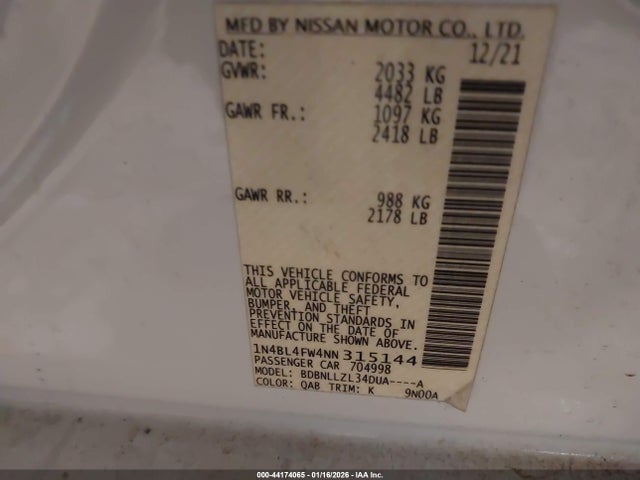 MFD BY NISSAN MOTOR CO., LTD.
DATE: 12/21
GVWR: 2033 KG
4482 LB
GAWR FR.: 1097 KG
2418 LB
GAWR RR.: 988 KG
2178 LB
THIS VEHICLE CONFORMS TO
ALL APPLICABLE FEDERAL
MOTOR VEHICLE SAFETY,
BUMPER, AND THEFT
PREVENTION STANDARDS IN
EFFECT ON THE DATE OF
MANUFACTURE SHOWN ABOVE.
1N4BL4FW4NN315144
PASSENGER CAR 704998
MODEL: BDBNLLZL34DUA----A
COLOR: QAB TRIM: K 9N00A
000-44174065 - 01/16/2026 - IAA Inc.